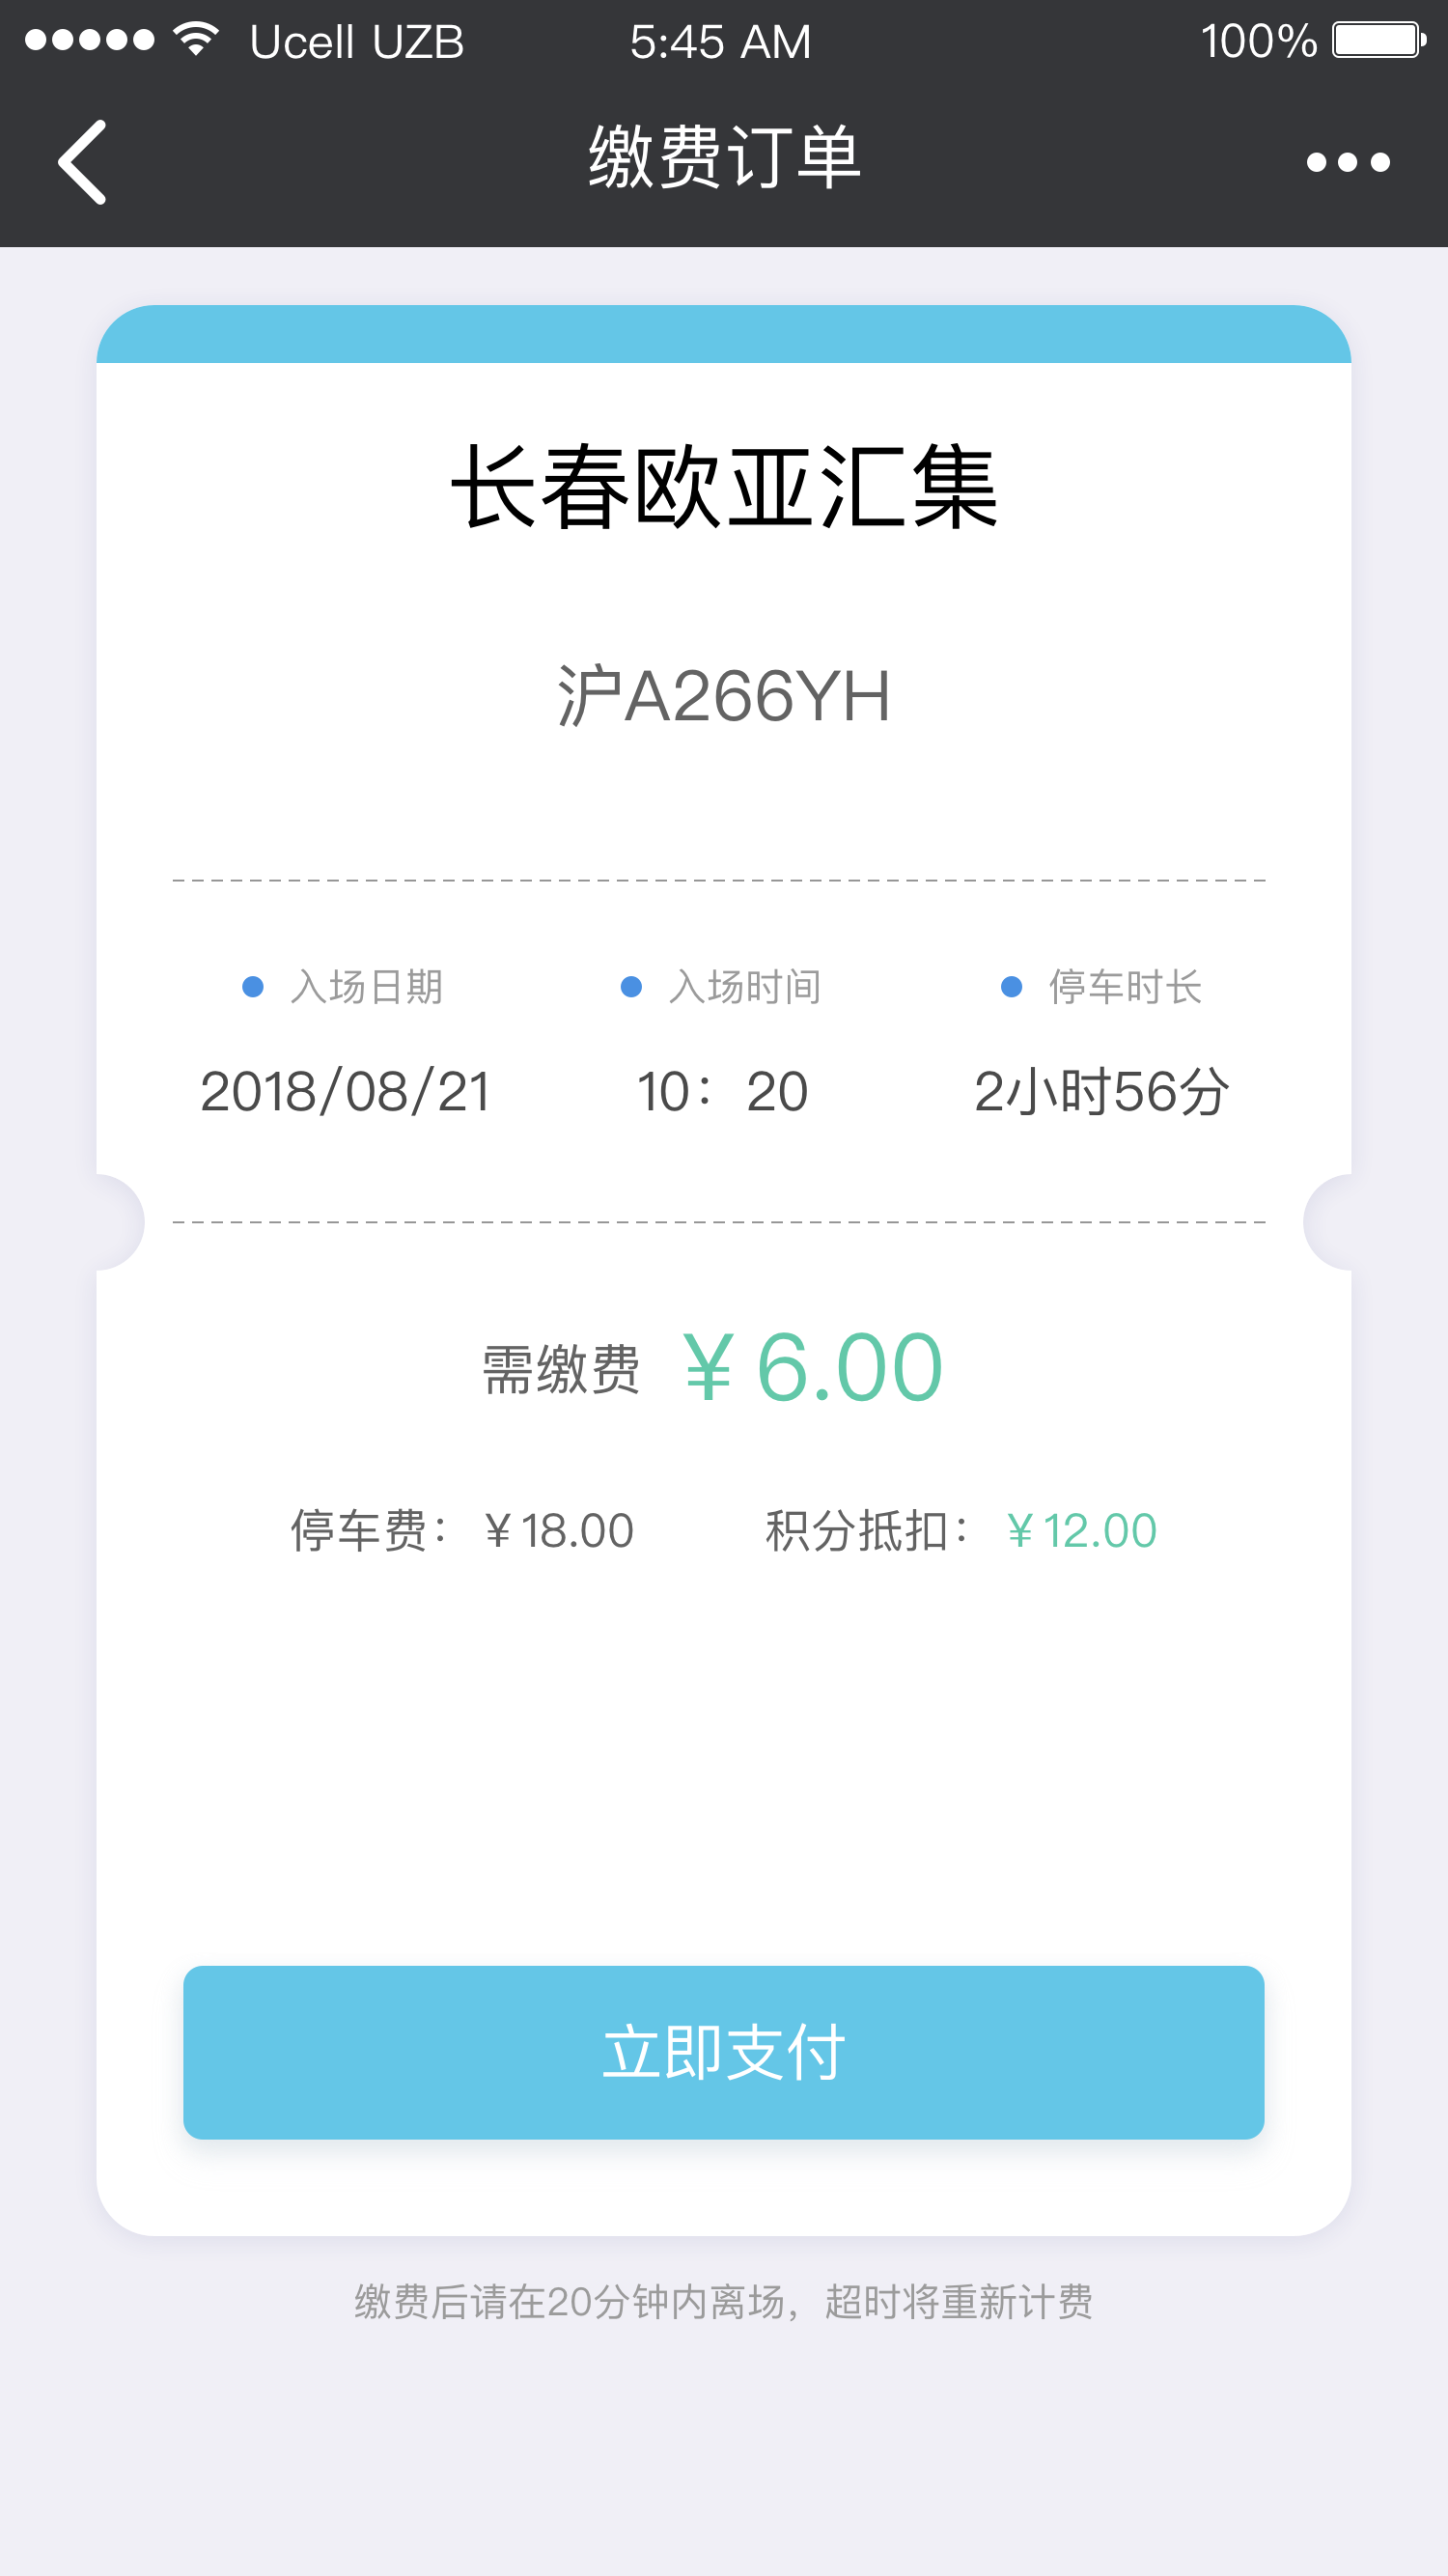 Ucell UZB 5:45 AM 100%
缴费订单
长春欧亚汇集
沪A266YH
入场日期 入场时间 停车时长
2018/08/21 10：20 2小时56分
需缴费 ¥6.00
停车费：¥18.00 积分抵扣：¥12.00
立即支付
缴费后请在20分钟内离场，超时将重新计费